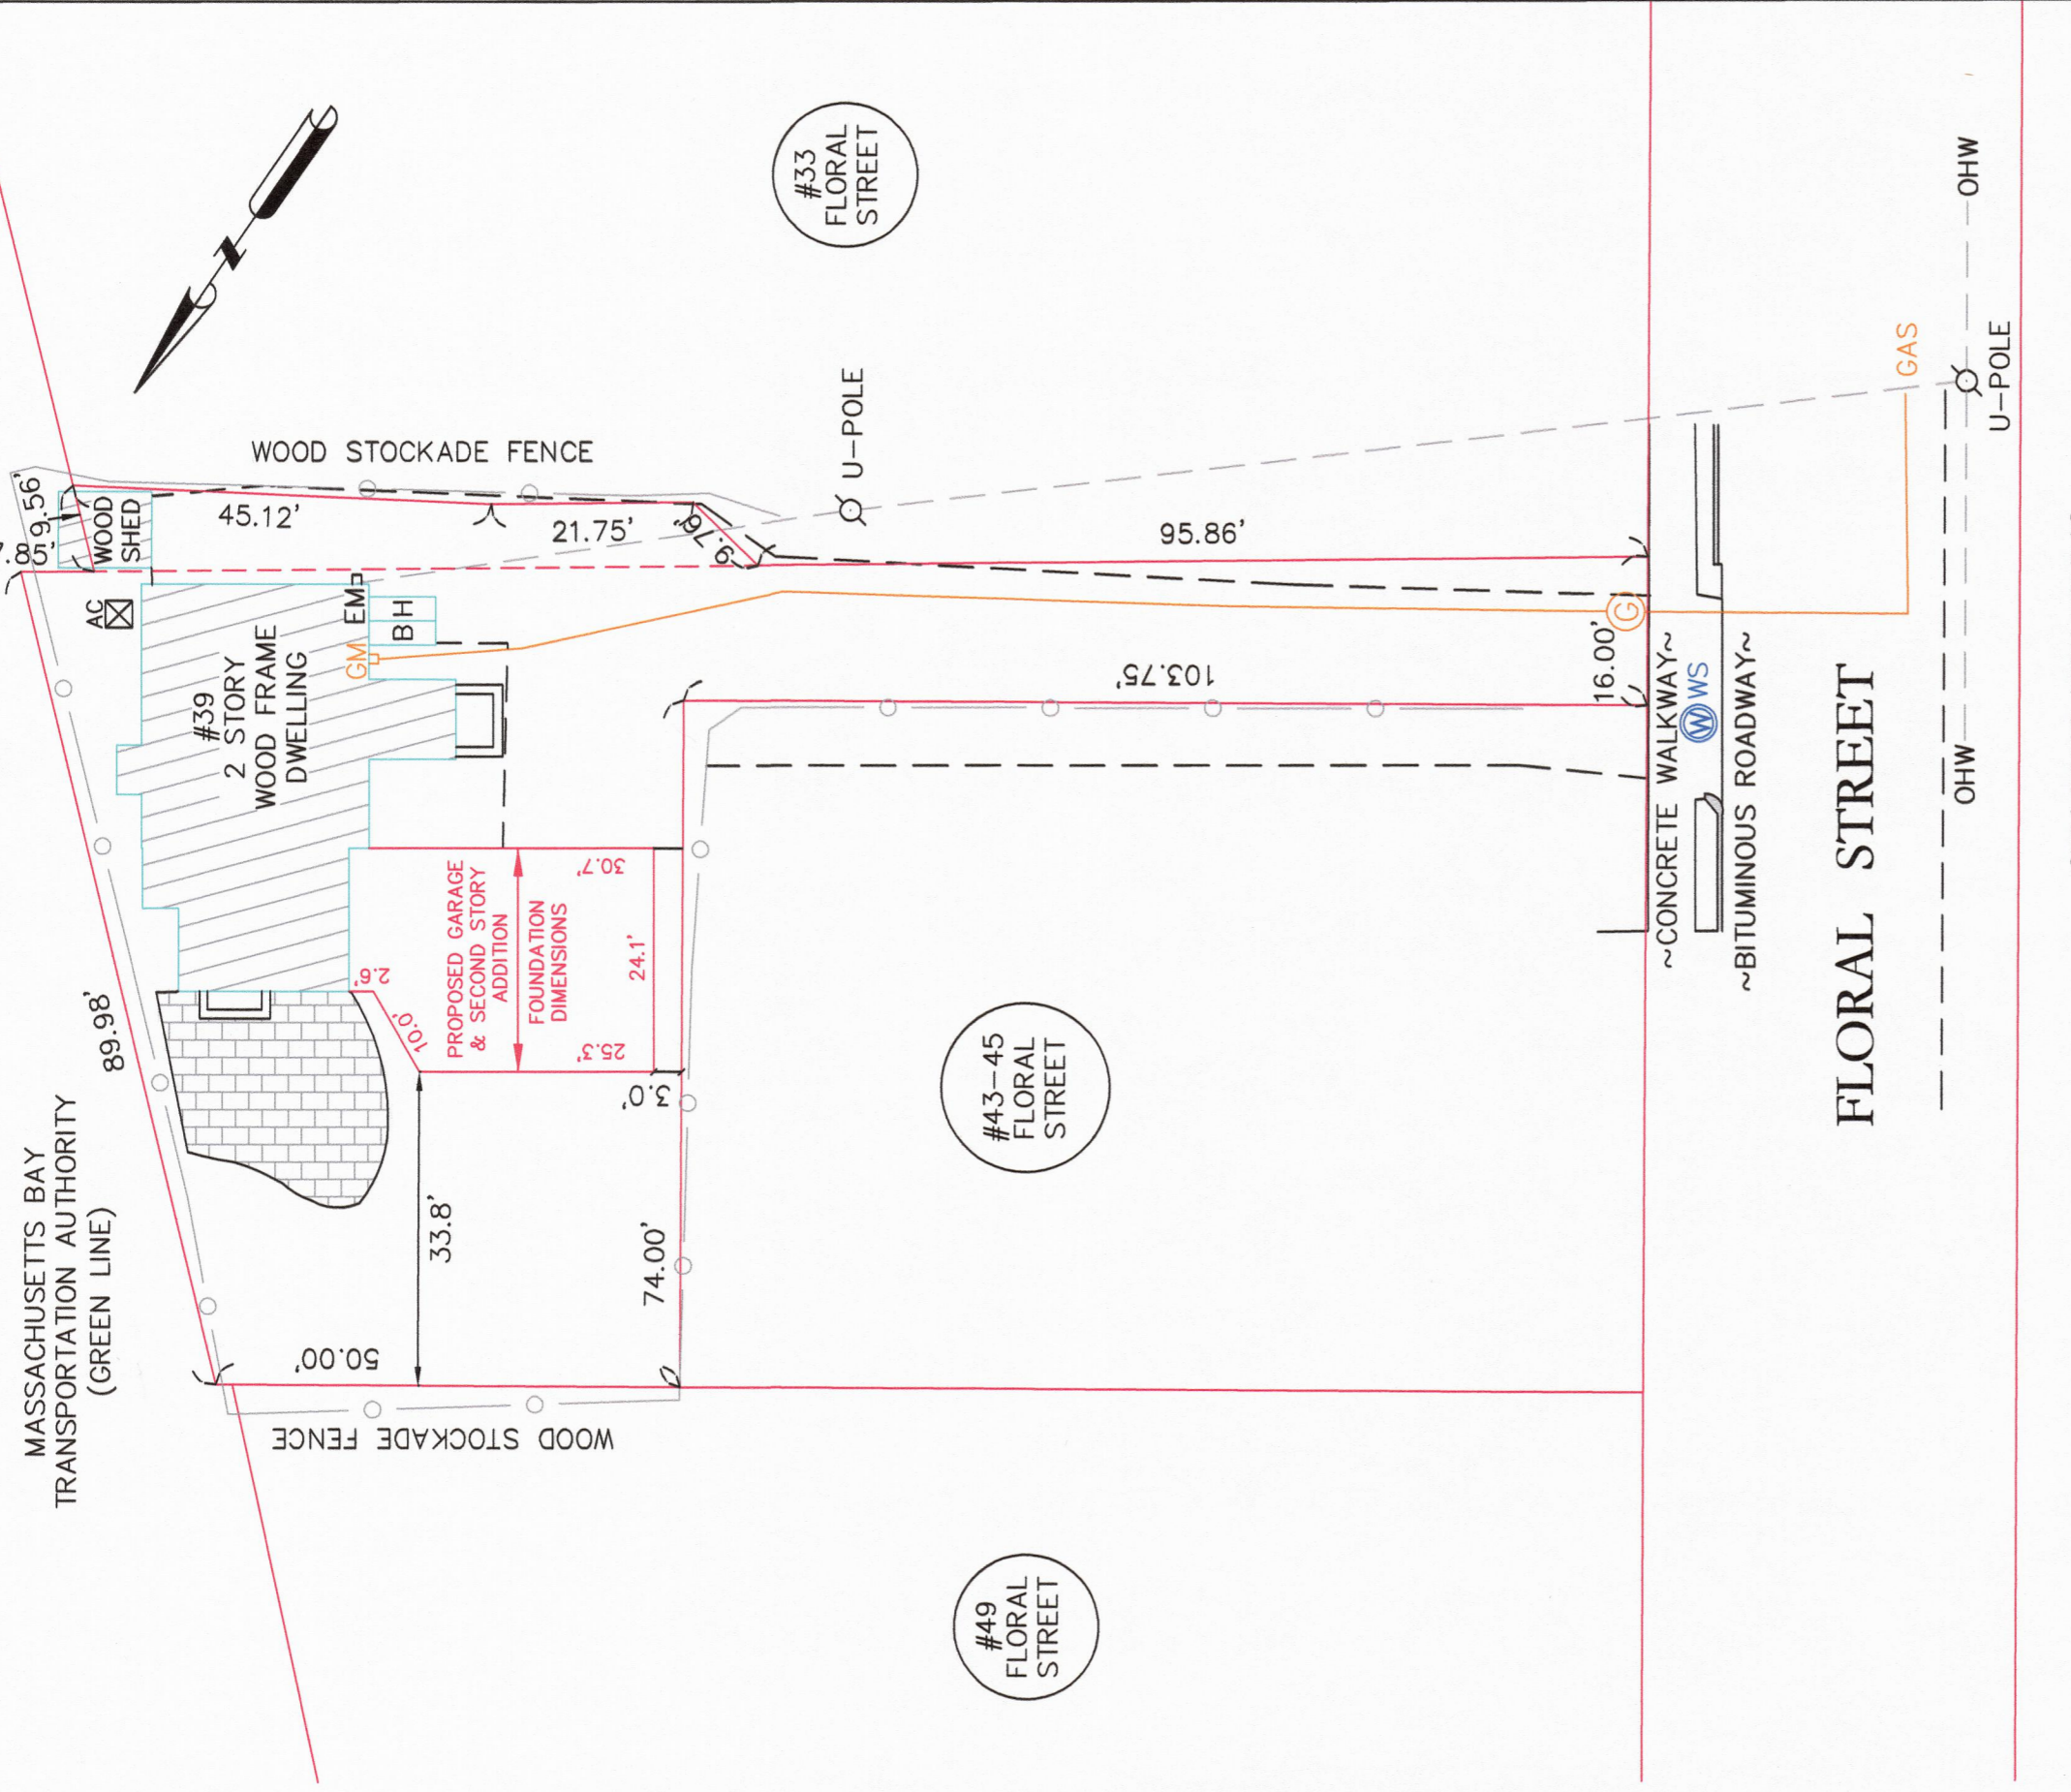 MASSACHUSETTS BAY
TRANSPORTATION AUTHORITY
(GREEN LINE)
89.98'
7.85'
9.56'
WOOD
SHED
WOOD STOCKADE FENCE
45.12'
21.75'
9.79'
95.86'
U-POLE
#33
FLORAL
STREET
N
AC
EM
BH
GM
#39
2 STORY
WOOD FRAME
DWELLING
103.75'
16.00'
G
PROPOSED GARAGE
& SECOND STORY
ADDITION
FOUNDATION
DIMENSIONS
30.7'
24.1'
25.3'
2.6'
10.0'
3.0'
33.8'
74.00'
50.00'
WOOD STOCKADE FENCE
#43-45
FLORAL
STREET
#49
FLORAL
STREET
~CONCRETE WALKWAY~
W WS
~BITUMINOUS ROADWAY~
FLORAL STREET
GAS
U-POLE
OHW
OHW